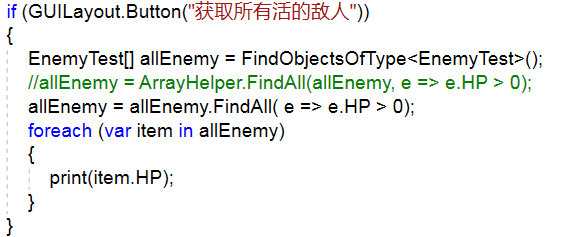 if (GUILayout.Button("获取所有活的敌人"))
{
EnemyTest[] allEnemy = FindObjectsOfType<EnemyTest>();
//allEnemy = ArrayHelper.FindAll(allEnemy, e => e.HP > 0);
allEnemy = allEnemy.FindAll( e => e.HP > 0);
foreach (var item in allEnemy)
{
print(item.HP);
}
}